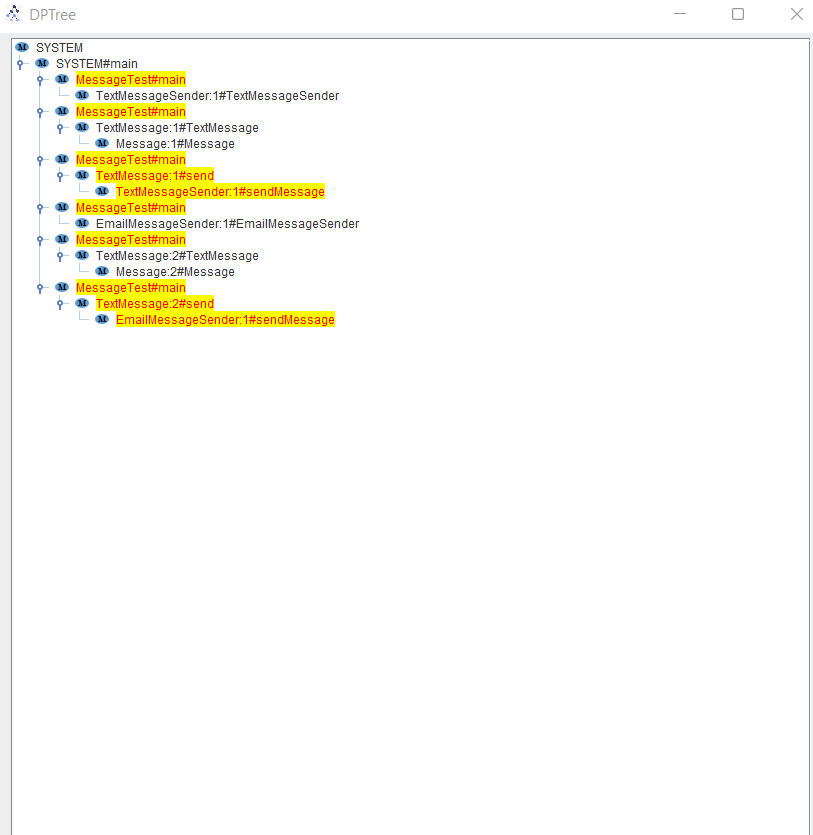 DPTree
SYSTEM
SYSTEM#main
MessageTest#main
TextMessageSender:1#TextMessageSender
MessageTest#main
TextMessage:1#TextMessage
Message:1#Message
MessageTest#main
TextMessage:1#send
TextMessageSender:1#sendMessage
MessageTest#main
EmailMessageSender:1#EmailMessageSender
MessageTest#main
TextMessage:2#TextMessage
Message:2#Message
MessageTest#main
TextMessage:2#send
EmailMessageSender:1#sendMessage